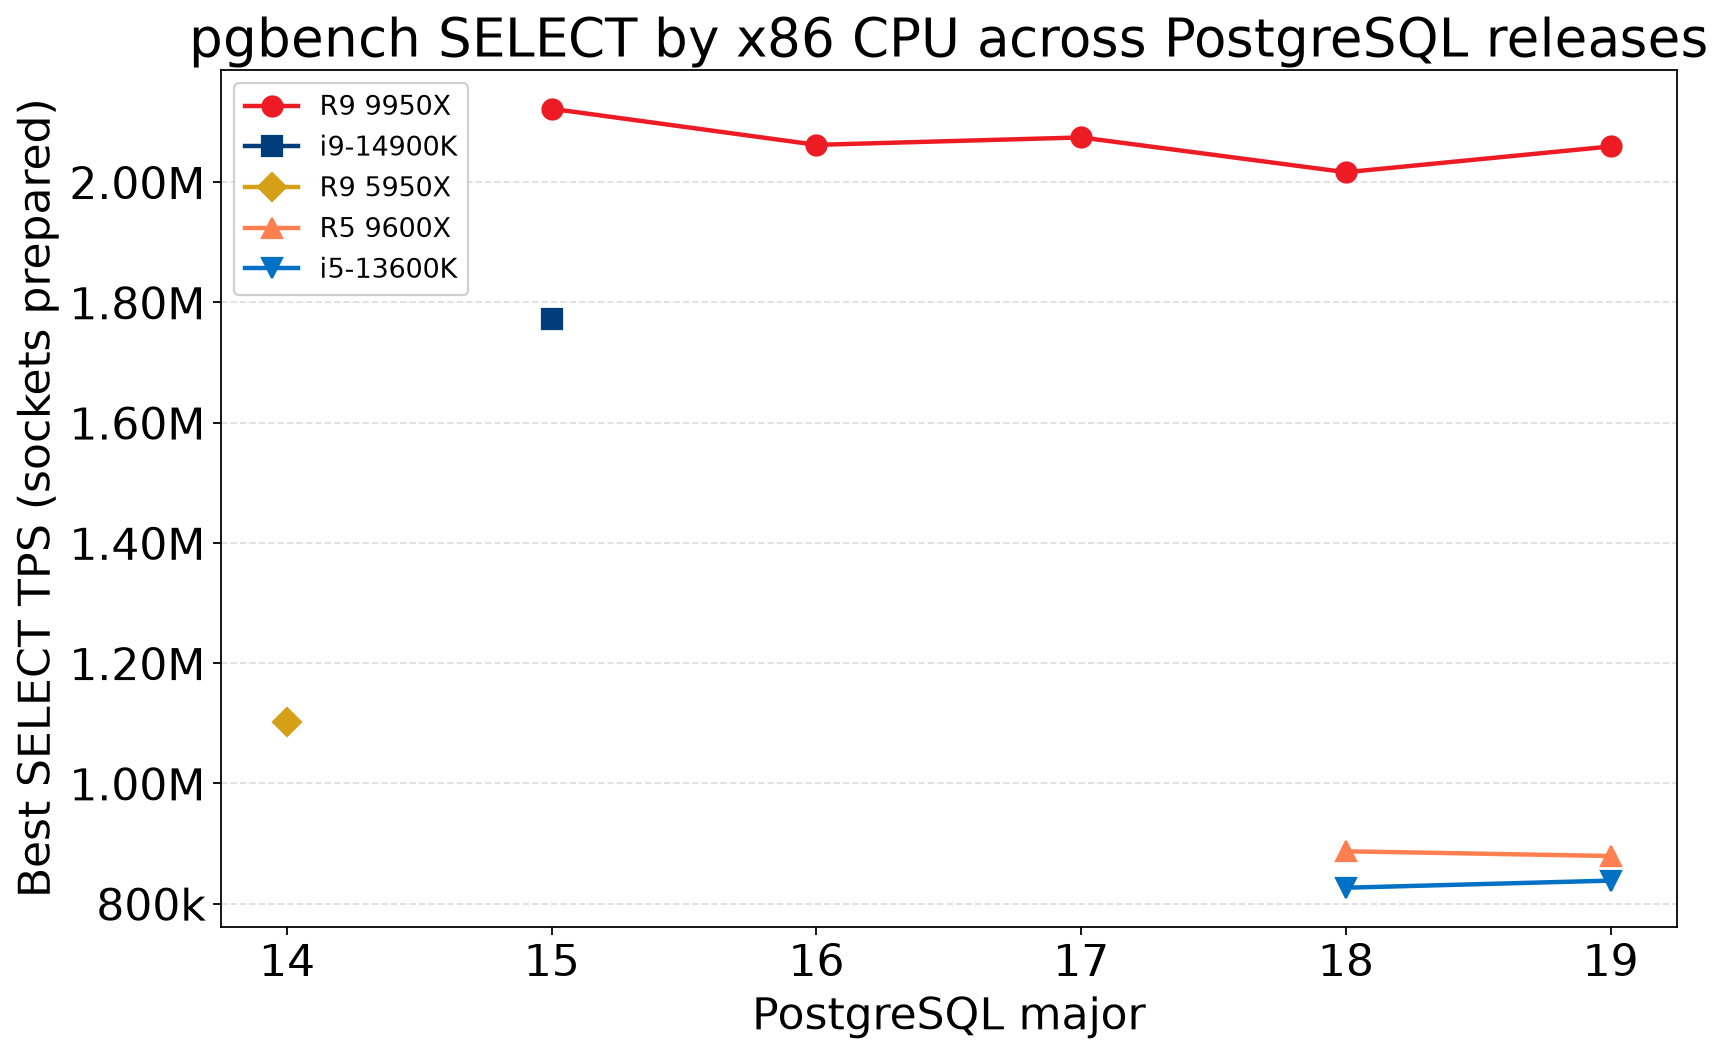 pgbench SELECT by x86 CPU across PostgreSQL releases
R9 9950X
i9-14900K
R9 5950X
R5 9600X
i5-13600K
Best SELECT TPS (sockets prepared)
2.00M
1.80M
1.60M
1.40M
1.20M
1.00M
800k
14 15 16 17 18 19
PostgreSQL major